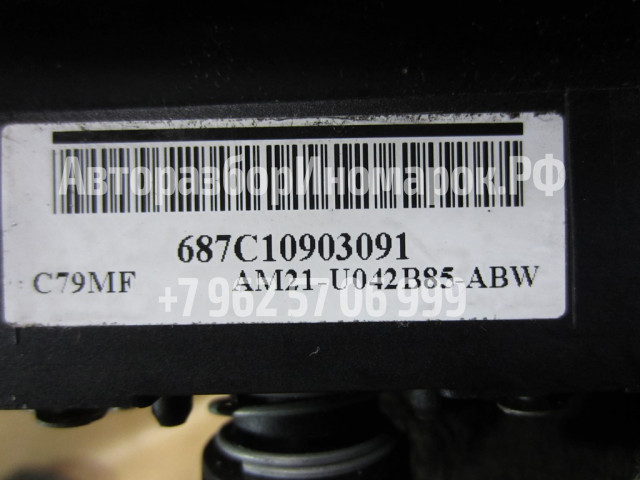 АвторазборИномарок.РФ
687C10903091
C79MF AM21-U042B85-ABW
+7 962 57 06 999